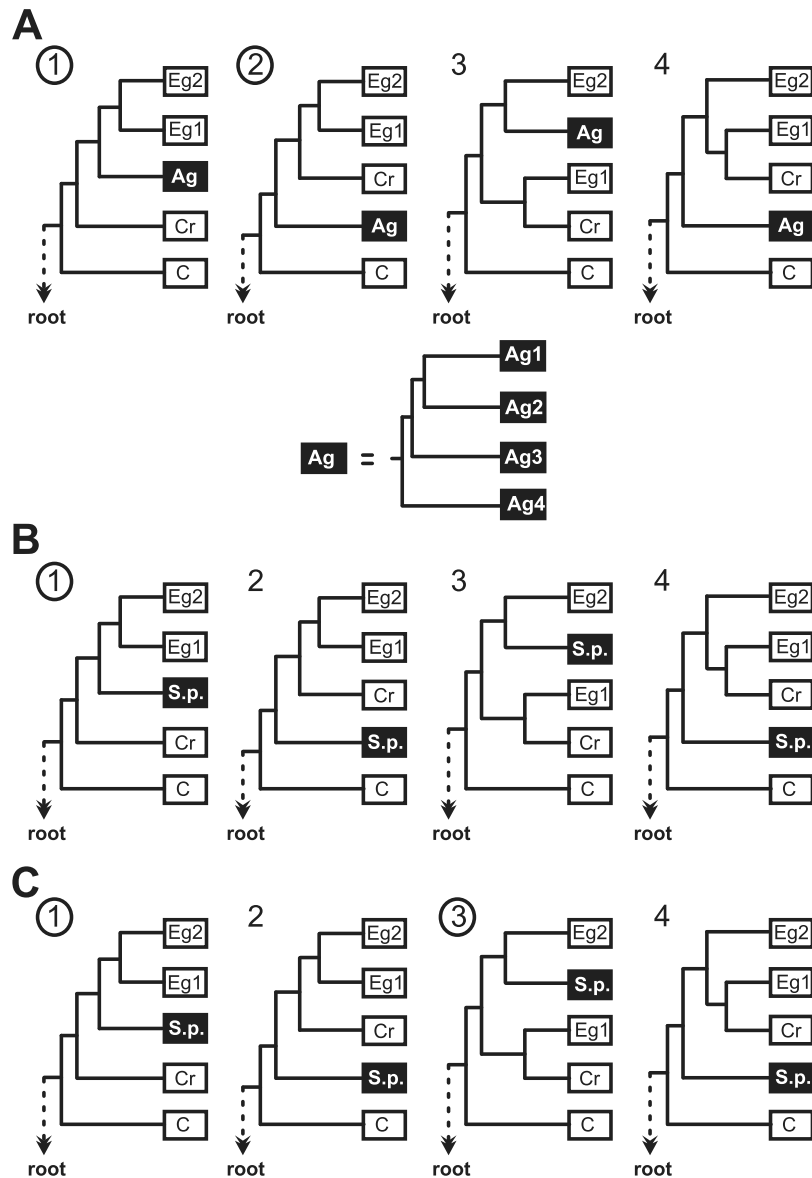 A
1 2 3 4
Eg2 Eg2 Eg2 Eg2
Eg1 Eg1 Ag Eg1
Ag Cr Eg1 Cr
Cr Ag Cr Ag
C C C C
root root root root
Ag1
Ag2
Ag = Ag3
Ag4
B
1 2 3 4
Eg2 Eg2 Eg2 Eg2
Eg1 Eg1 S.p. Eg1
S.p. Cr Eg1 Cr
Cr S.p. Cr S.p.
C C C C
root root root root
C
1 2 3 4
Eg2 Eg2 Eg2 Eg2
Eg1 Eg1 S.p. Eg1
S.p. Cr Eg1 Cr
Cr S.p. Cr S.p.
C C C C
root root root root